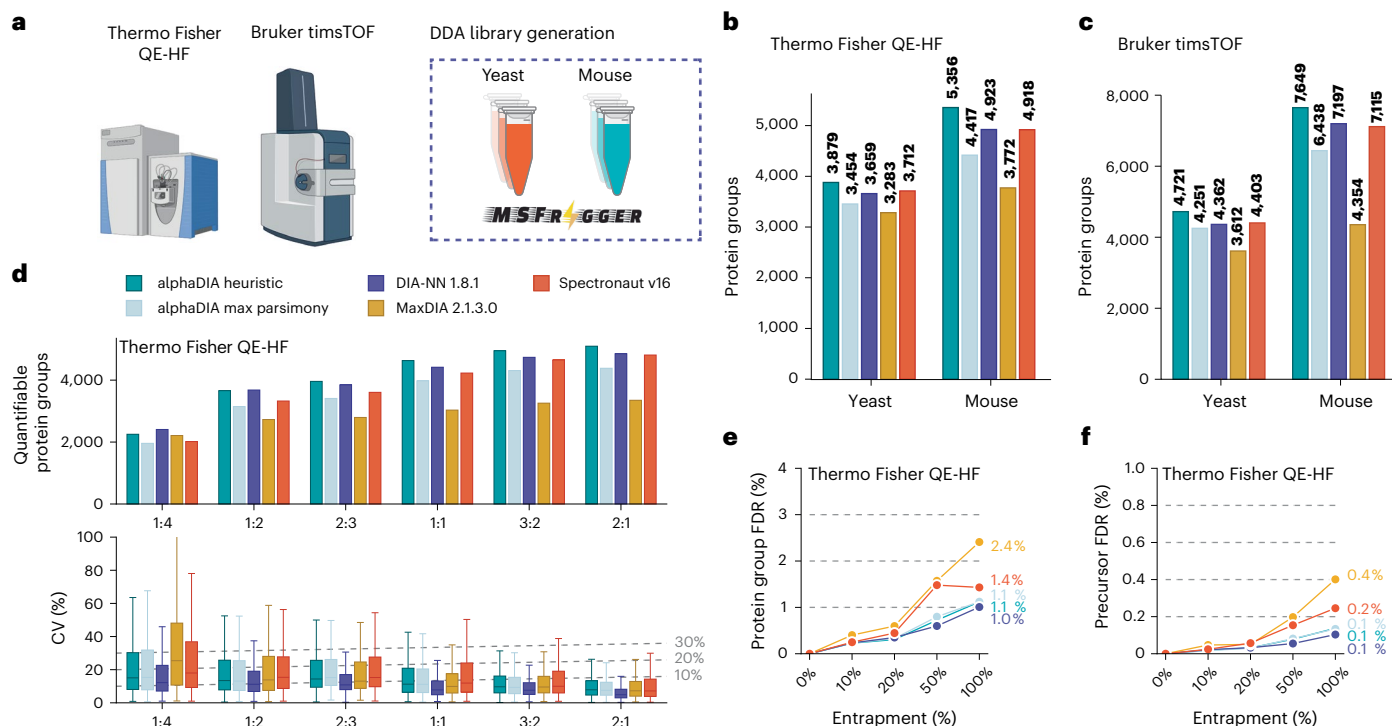 a
Thermo Fisher
QE-HF
Bruker timsTOF
DDA library generation
Yeast
Mouse
MSFRAGGER
b
Thermo Fisher QE-HF
Protein groups
5,000
4,000
3,000
2,000
1,000
0
3,879
3,454
3.659
3,283
3,712
5,356
4,417
4,923
3,772
4,918
Yeast
Mouse
c
Bruker timsTOF
Protein groups
8,000
6,000
4,000
2,000
0
4,721
4,251
4,362
3,612
4,403
7,649
6,438
7,197
4,354
7,115
Yeast
Mouse
d
alphaDIA heuristic
DIA-NN 1.8.1
Spectronaut v16
alphaDIA max parsimony
MaxDIA 2.1.3.0
Thermo Fisher QE-HF
Quantifiable
protein groups
4,000
2,000
0
1:4
1:2
2:3
1:1
3:2
2:1
CV (%)
100
80
60
40
20
0
30%
20%
10%
1:4
1:2
2:3
1:1
3:2
2:1
e
Thermo Fisher QE-HF
Protein group FDR (%)
4
3
2
1
0
2.4%
1.4%
1.1 %
1.1%
1.0%
0%
10%
20%
50%
100%
Entrapment (%)
f
Thermo Fisher QE-HF
Precursor FDR (%)
1.0
0.8
0.6
0.4
0.2
0
0.4%
0.2%
0.1 %
0.1 %
0.1 %
0%
10%
20%
50%
100%
Entrapment (%)